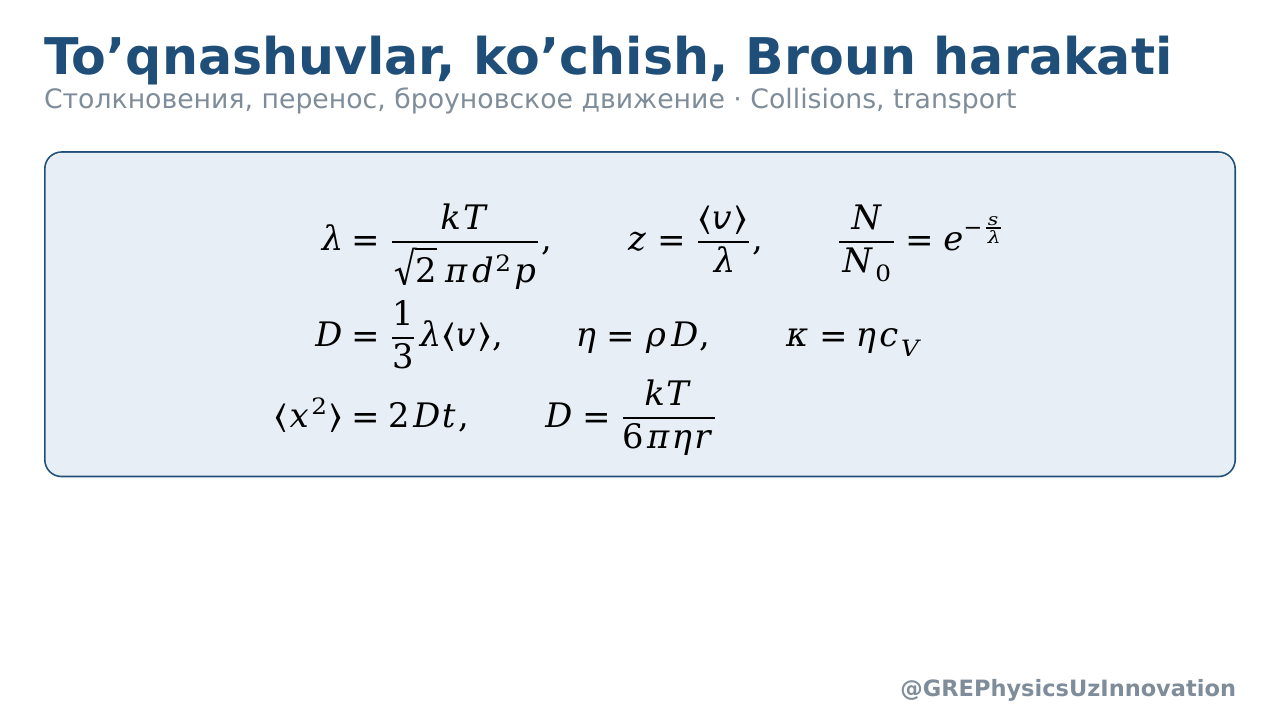 To’qnashuvlar, ko’chish, Broun harakati
Столкновения, перенос, броуновское движение · Collisions, transport
λ = kT / (√2 πd²p), z = ⟨v⟩ / λ, N / N₀ = e^(−s/λ)
D = 1/3 λ⟨v⟩, η = ρD, κ = ηc_V
⟨x²⟩ = 2Dt, D = kT / (6πηr)
@GREPhysicsUzInnovation